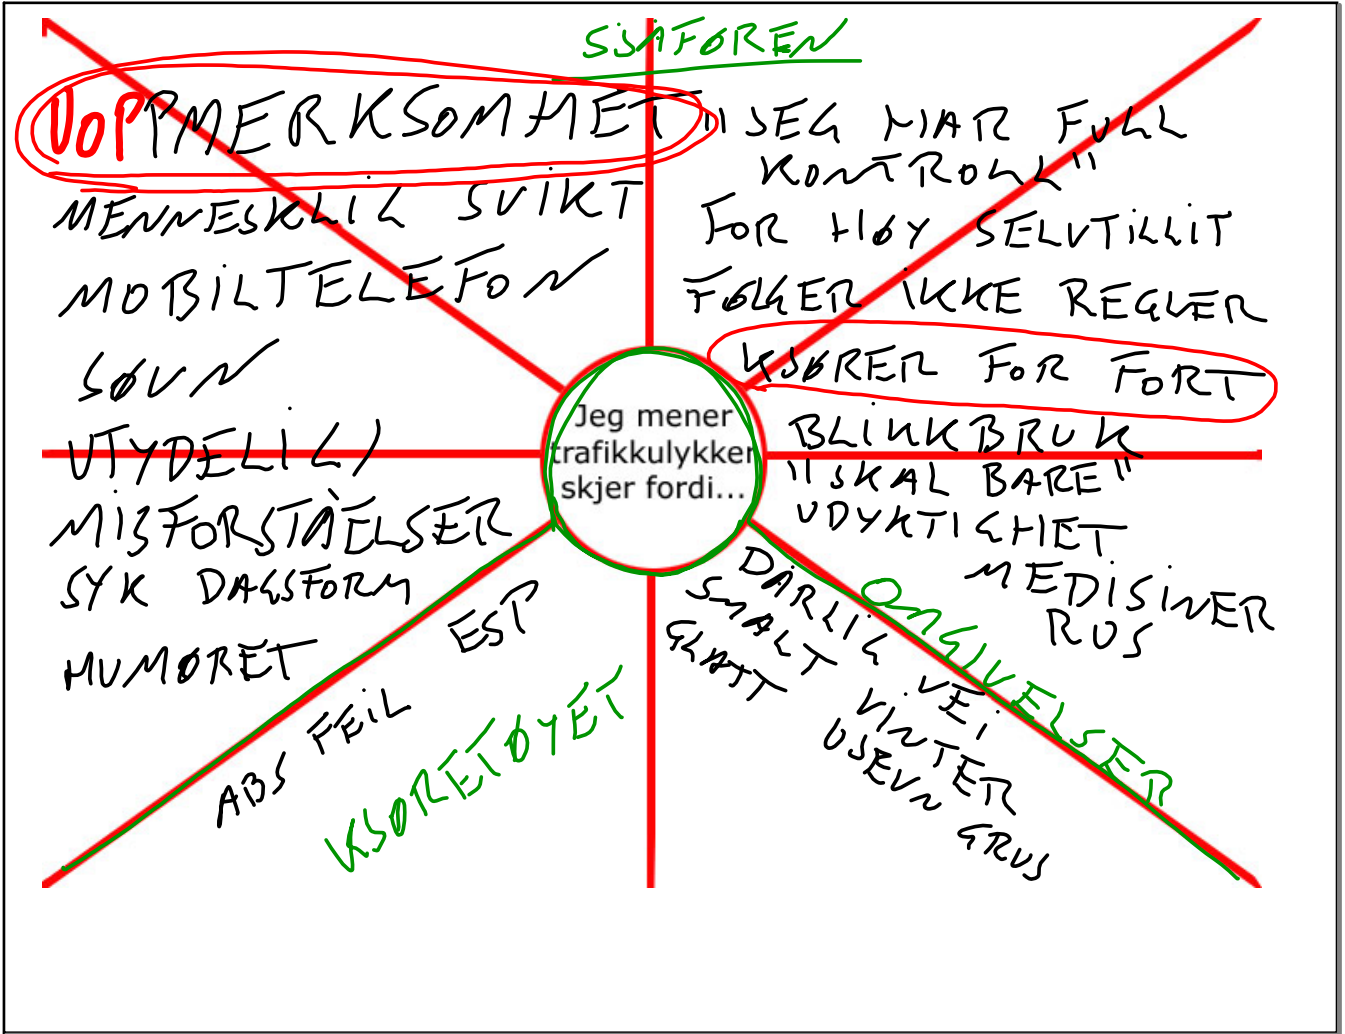 SJÅFØREN
UOPPMERKSOMHET
MENNESKLIG SVIKT
MOBILTELEFON
SØVN
UTYDELIG/
MISFORSTÅELSER
SYK DAGSFORM
HUMØRET
"JEG HAR FULL
KONTROLL"
FOR HØY SELVTILLIT
FØLGER IKKE REGLER
KJØRER FOR FORT
BLINKBRUK
"SKAL BARE"
UDYKTIGHET
MEDISINER
RUS
Jeg mener
trafikkulykker
skjer fordi...
ESP
ABS FEIL
KJØRETØYET
OMGIVELSER
DÅRLIG VEI
SMALT VINTER
GLATT
UJEVN GRUS